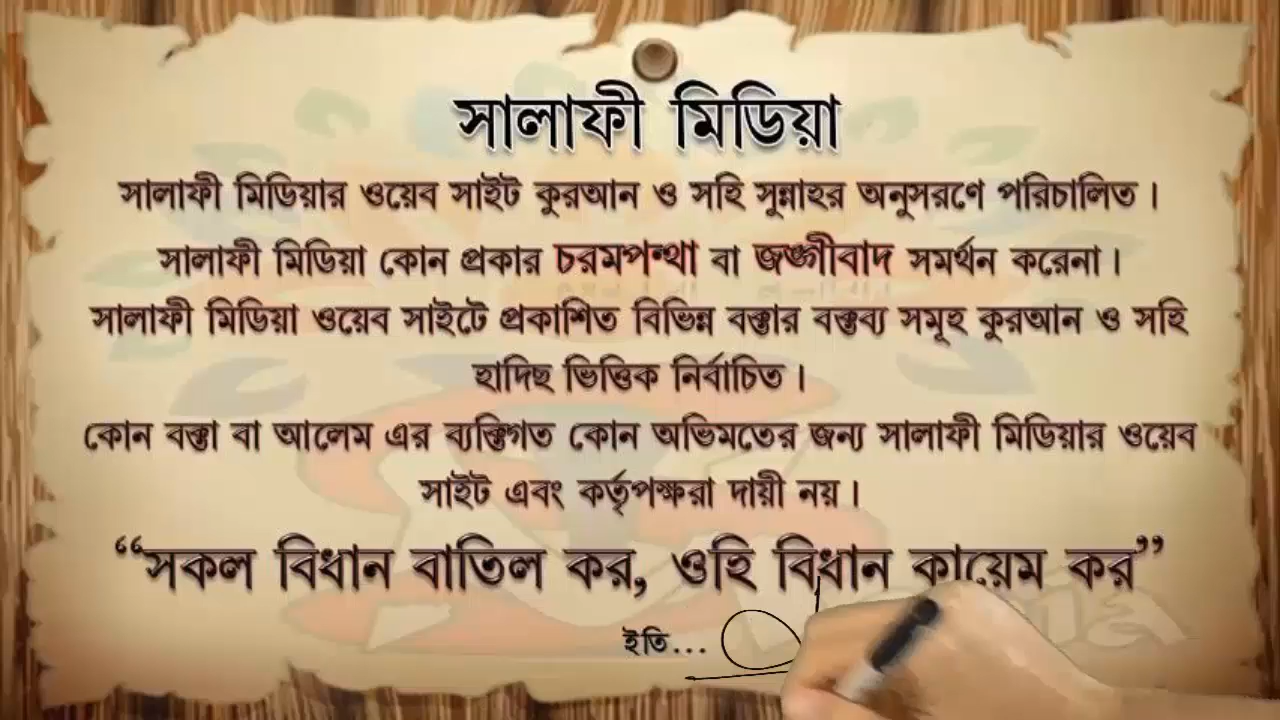 সালাফী মিডিয়া
সালাফী মিডিয়ার ওয়েব সাইট কুরআন ও সহি সুন্নাহর অনুসরণে পরিচালিত।
সালাফী মিডিয়া কোন প্রকার চরমপন্থা বা জঙ্গীবাদ সমর্থন করেনা।
সালাফী মিডিয়া ওয়েব সাইটে প্রকাশিত বিভিন্ন বক্তার বক্তব্য সমূহ কুরআন ও সহি
হাদিছ ভিত্তিক নির্বাচিত।
কোন বক্তা বা আলেম এর ব্যক্তিগত কোন অভিমতের জন্য সালাফী মিডিয়ার ওয়েব
সাইট এবং কর্তৃপক্ষরা দায়ী নয়।
“সকল বিধান বাতিল কর, ওহি বিধান কায়েম কর”
ইতি...